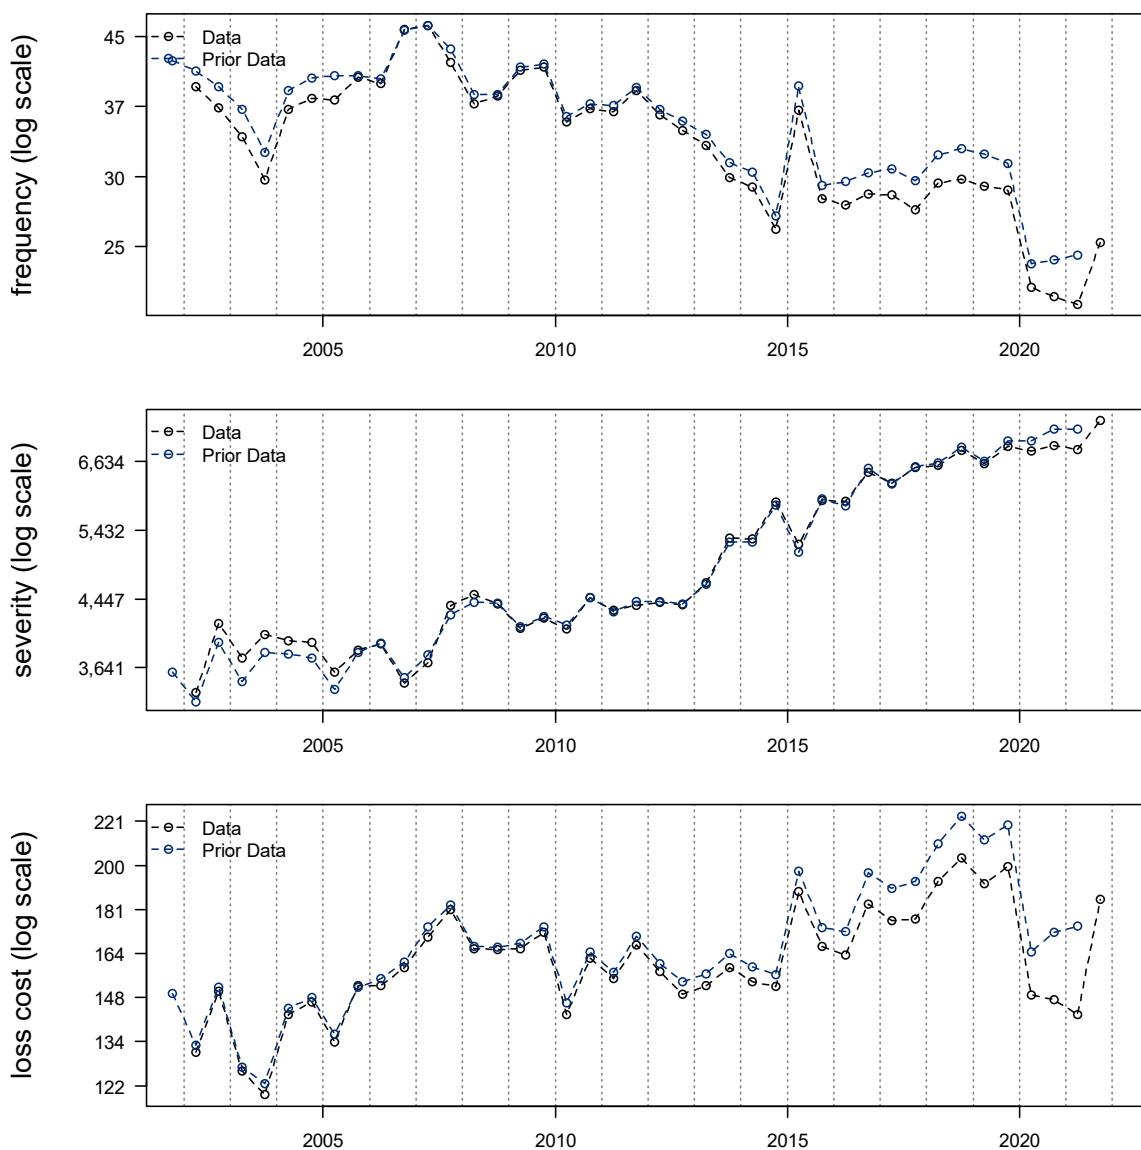 frequency (log scale)
45
37
30
25
Data
Prior Data
2005 2010 2015 2020
severity (log scale)
6,634
5,432
4,447
3,641
Data
Prior Data
2005 2010 2015 2020
loss cost (log scale)
221
200
181
164
148
134
122
Data
Prior Data
2005 2010 2015 2020